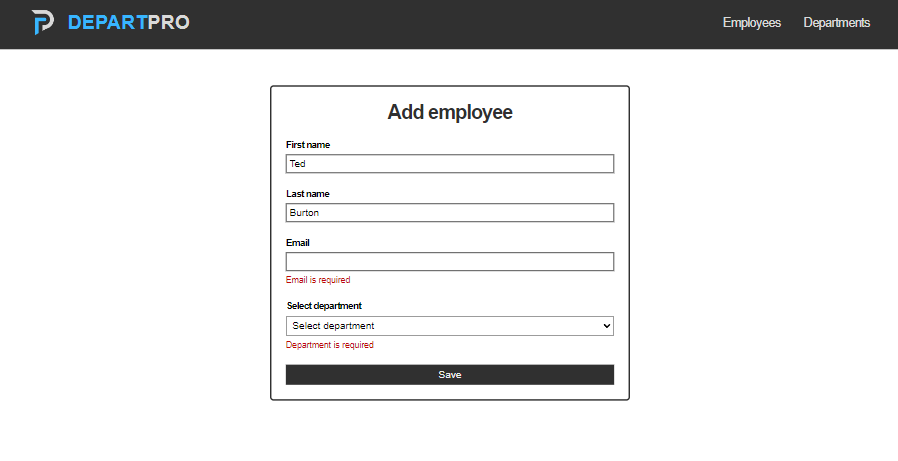 DEPARTPRO
Employees Departments
Add employee
First name
Ted
Last name
Burton
Email
Email is required
Select department
Select department
Department is required
Save